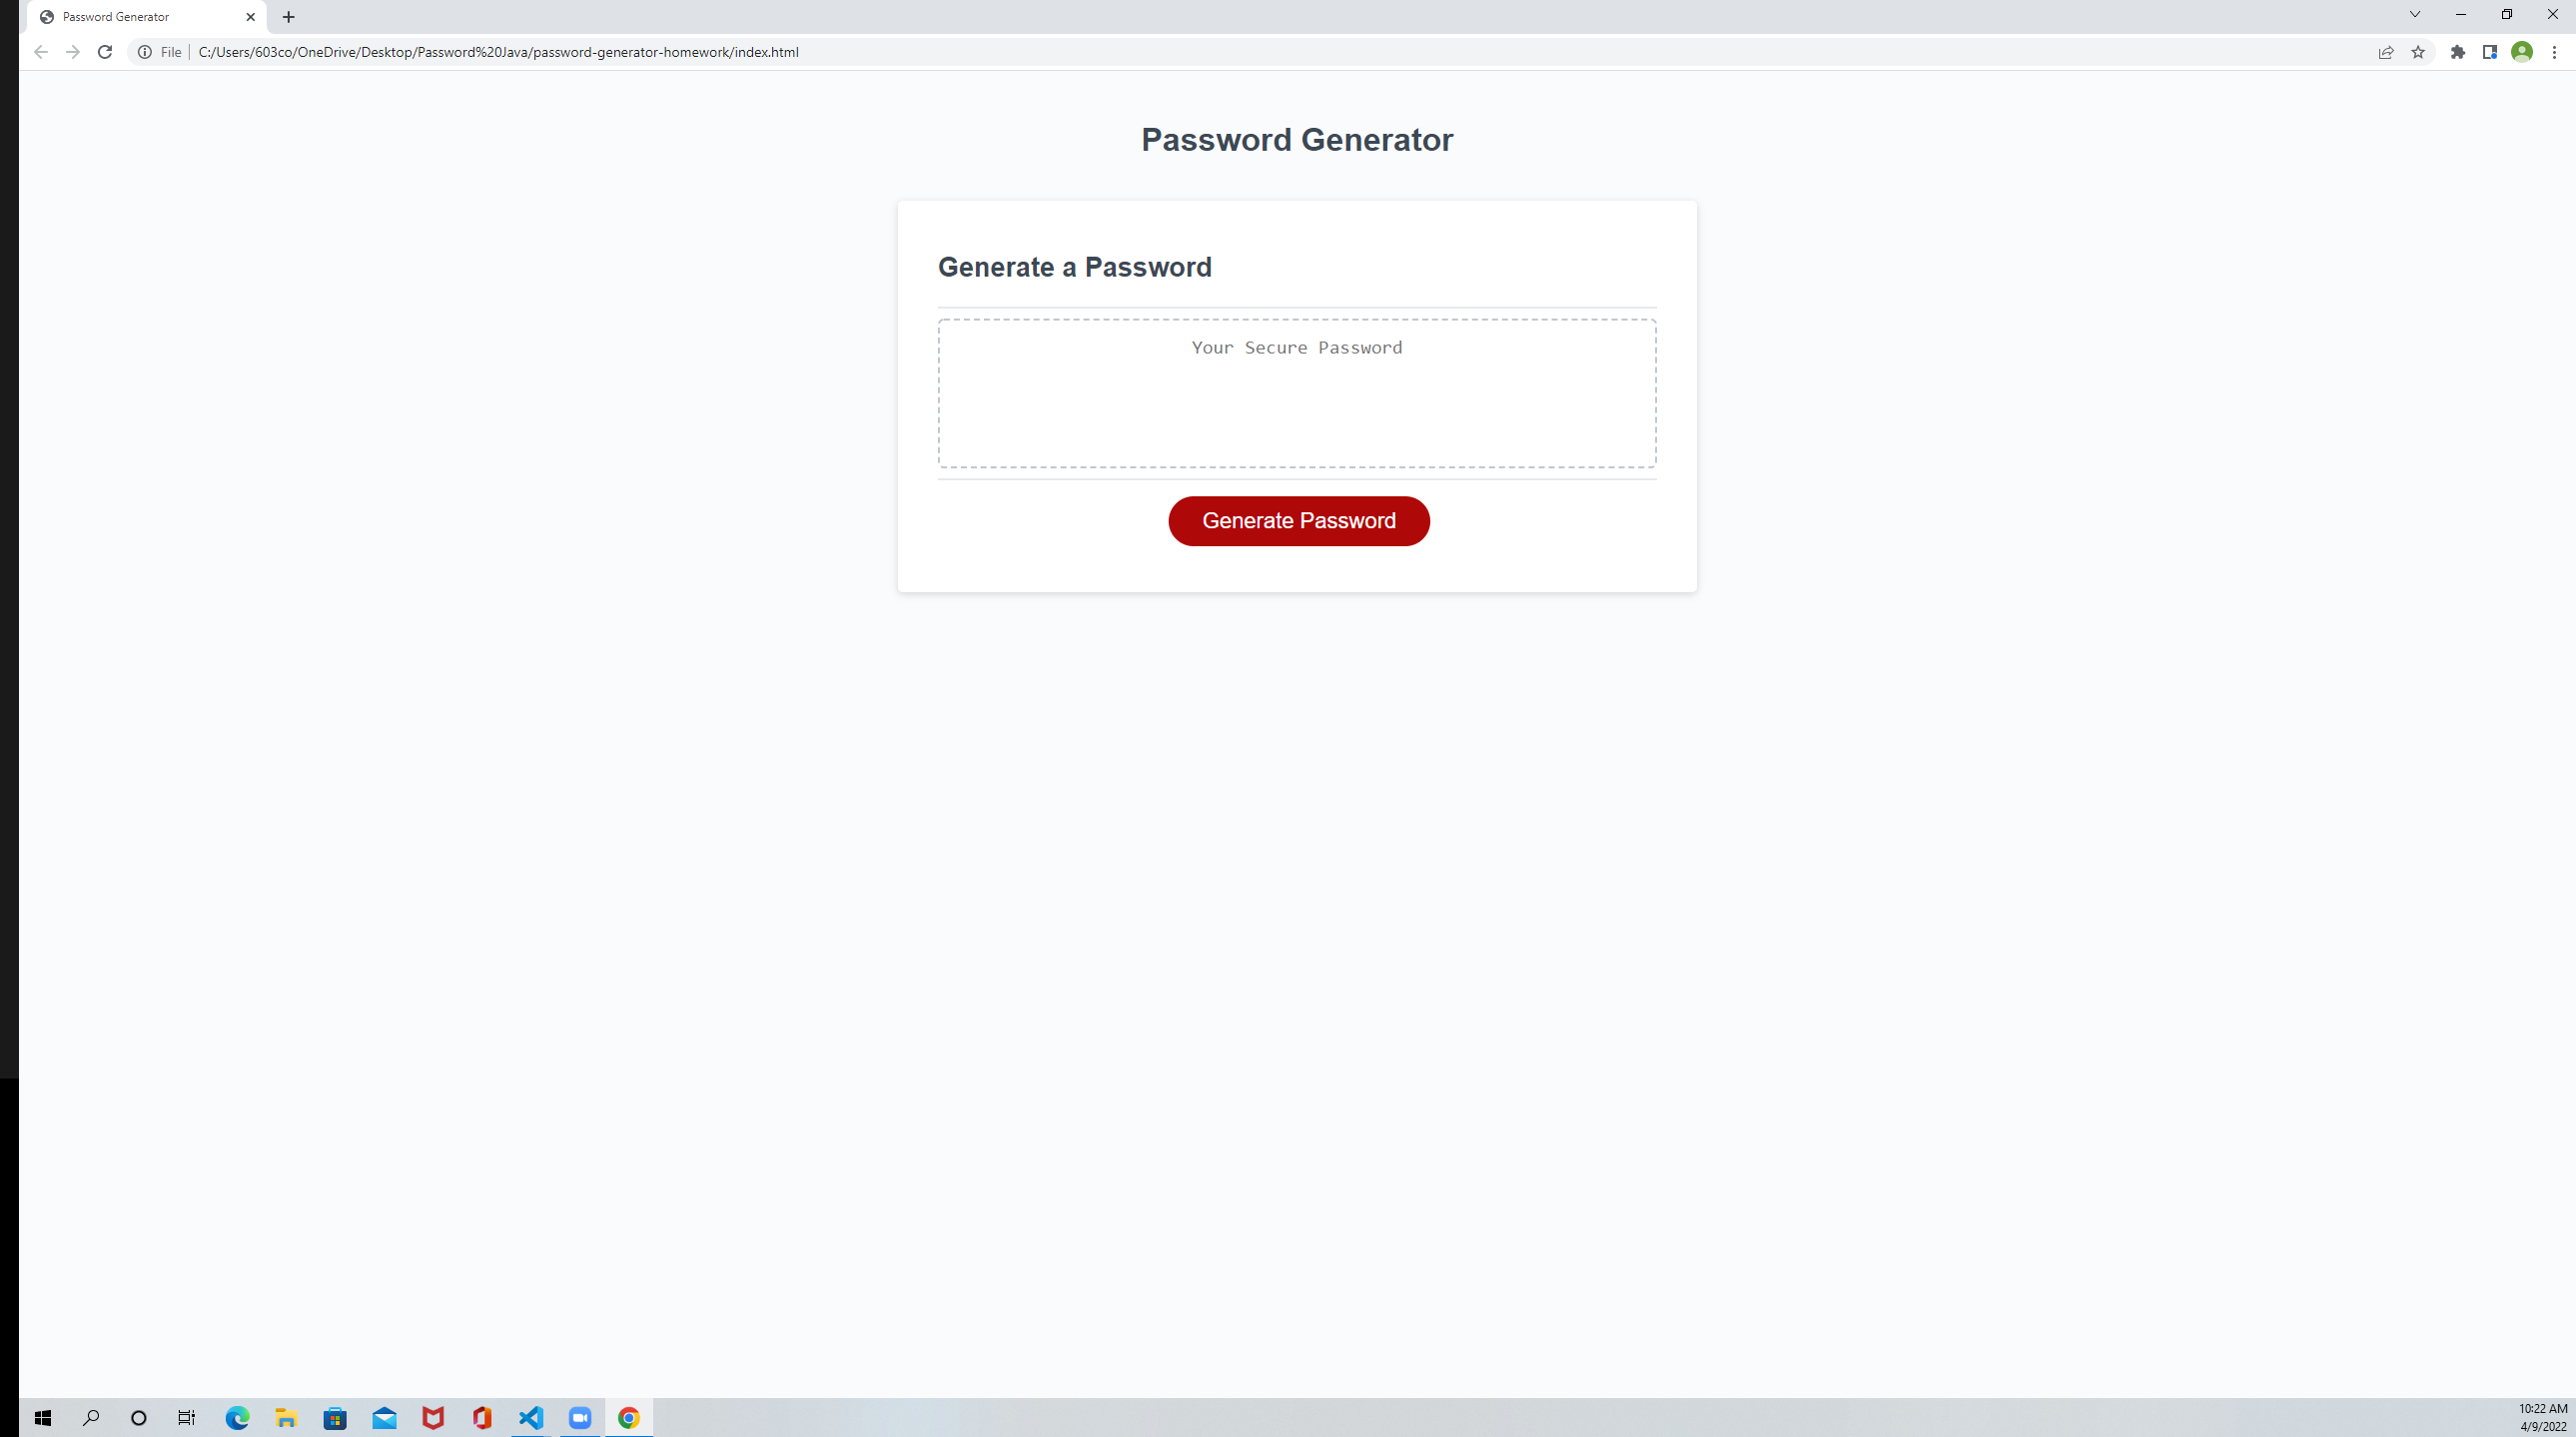 Password Generator
File
C:/Users/603co/OneDrive/Desktop/Password%20Java/password-generator-homework/index.html
Password Generator
Generate a Password
Your Secure Password
Generate Password
10:22 AM
4/9/2022